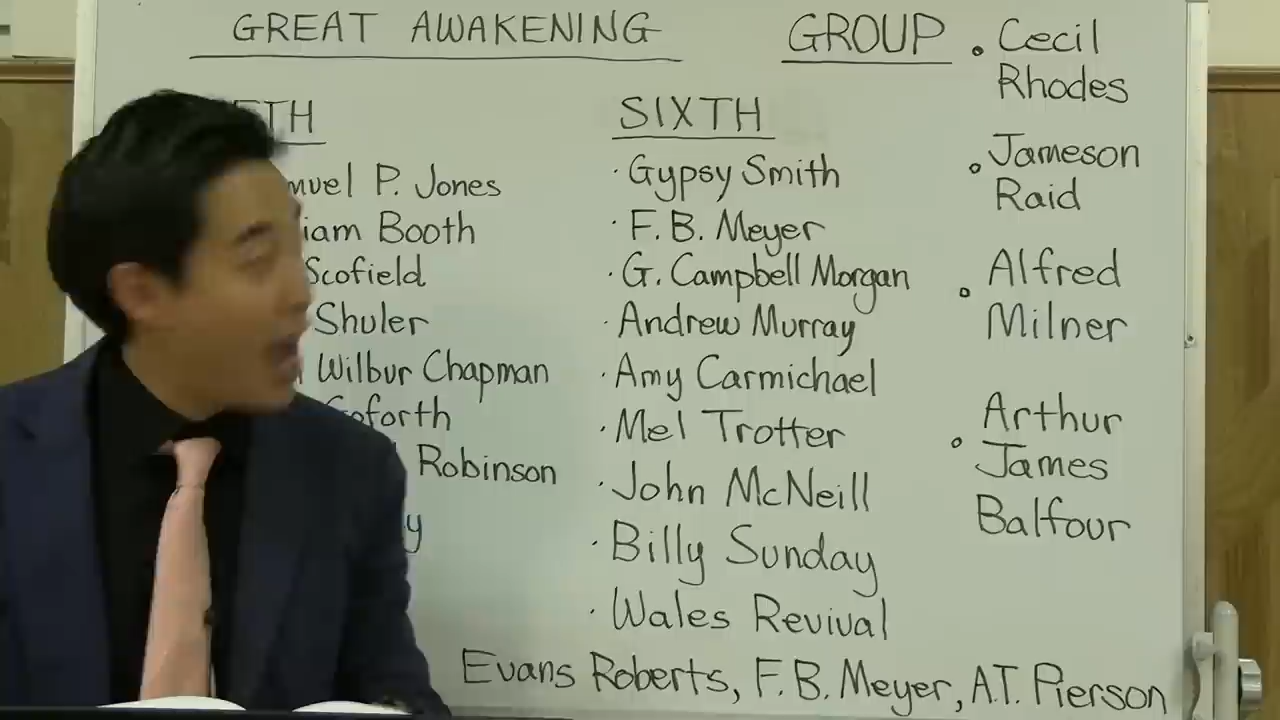 GREAT AWAKENING
TH
P. Jones
Booth
Scofield
Shuler
Wilbur Chapman
Goforth
Robinson
SIXTH
· Gypsy Smith
· F. B. Meyer
· G. Campbell Morgan
· Andrew Murray
· Amy Carmichael
· Mel Trotter
· John McNeill
· Billy Sunday
· Wales Revival
Evans Roberts, F. B. Meyer, A.T. Pierson
GROUP
• Cecil
Rhodes
• Jameson
Raid
• Alfred
Milner
• Arthur
James
Balfour